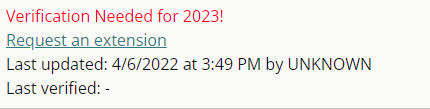 Verification Needed for 2023!
Request an extension
Last updated: 4/6/2022 at 3:49 PM by UNKNOWN
Last verified: -